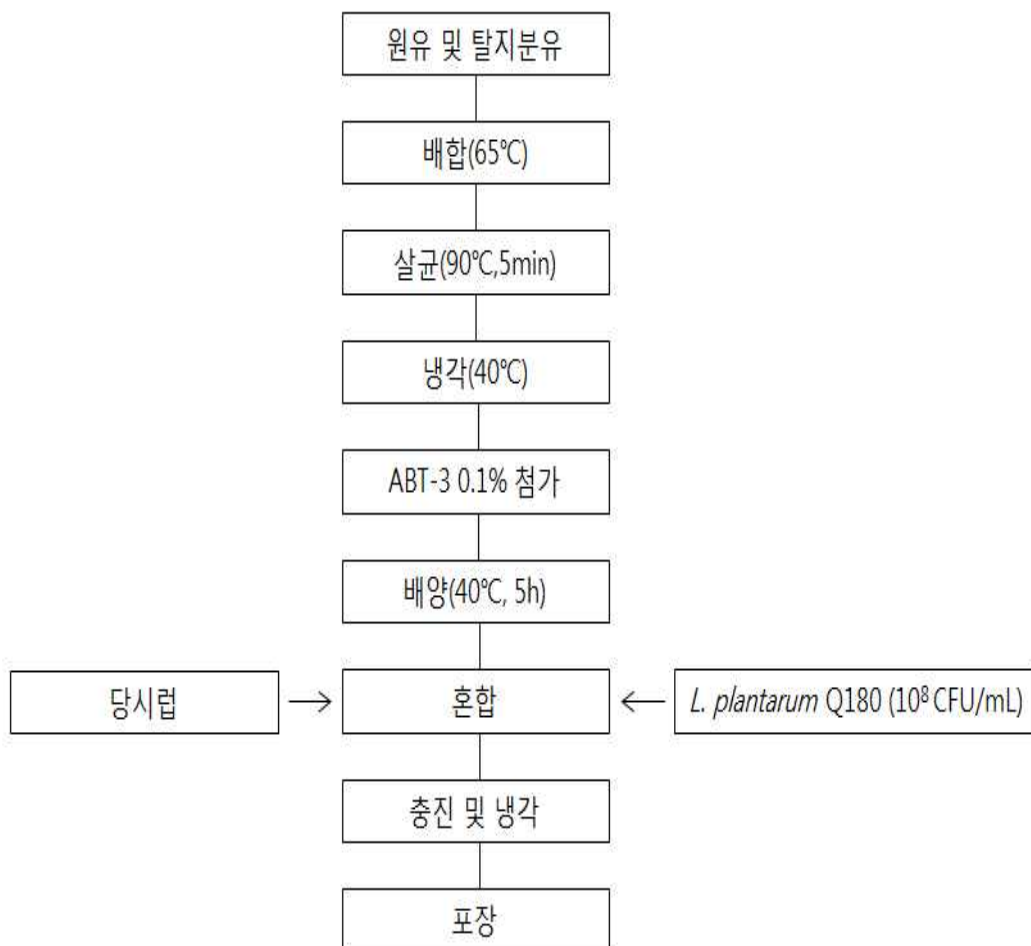 원유 및 탈지분유
배합(65℃)
살균(90℃,5min)
냉각(40℃)
ABT-3 0.1% 첨가
배양(40℃, 5h)
당시럽
혼합
L. plantarum Q180 (10⁸ CFU/mL)
충진 및 냉각
포장